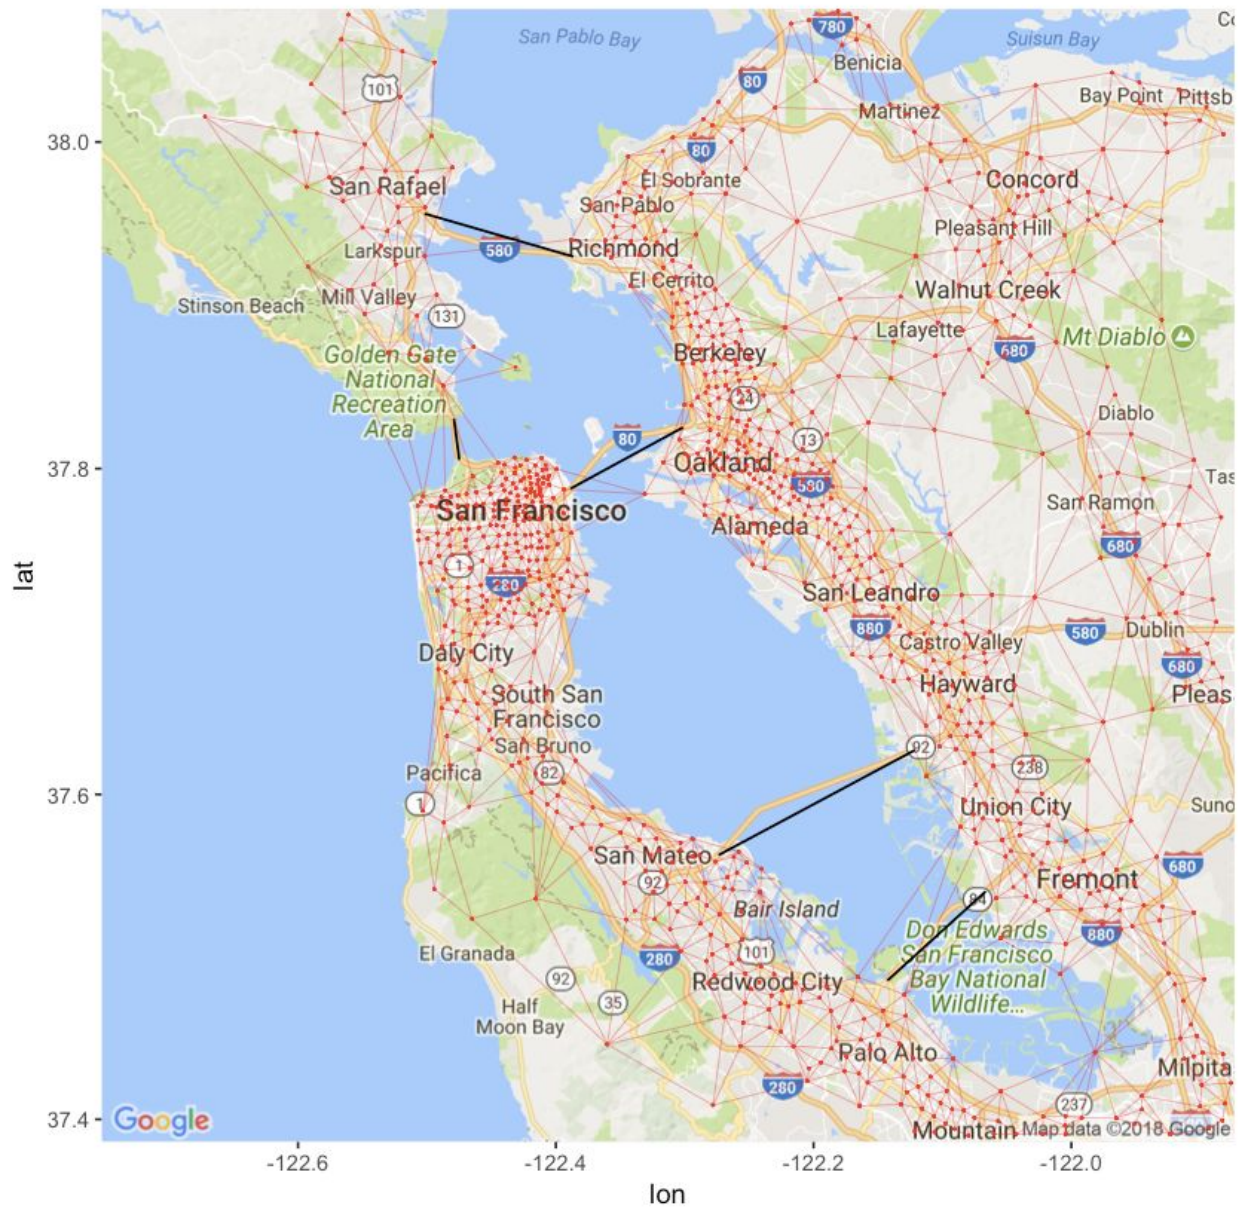 San Pablo Bay
780
Suisun Bay
Benicia
80
101
Martinez
Bay Point
Pittsb
38.0
80
El Sobrante
San Rafael
Concord
San Pablo
Pleasant Hill
Larkspur
580
Richmond
El Cerrito
Walnut Creek
Stinson Beach
Mill Valley
131
Lafayette
Mt Diablo
Golden Gate
National
Recreation
Area
Berkeley
680
24
Diablo
80
13
37.8
Oakland
580
Tas
San Francisco
Alameda
San Ramon
680
1
280
San Leandro
880
580
Dublin
Castro Valley
Daly City
680
Hayward
Pleas
South San
Francisco
San Bruno
92
238
Pacifica
82
37.6
1
Union City
Suno
lat
San Mateo
92
680
Fremont
84
Bair Island
Don Edwards
San Francisco
Bay National
Wildlife...
880
El Granada
280
101
92
35
Redwood City
Half
Moon Bay
Palo Alto
Milpita
280
237
37.4
Google
Mountain
Map data ©2018 Google
-122.6
-122.4
-122.2
-122.0
lon